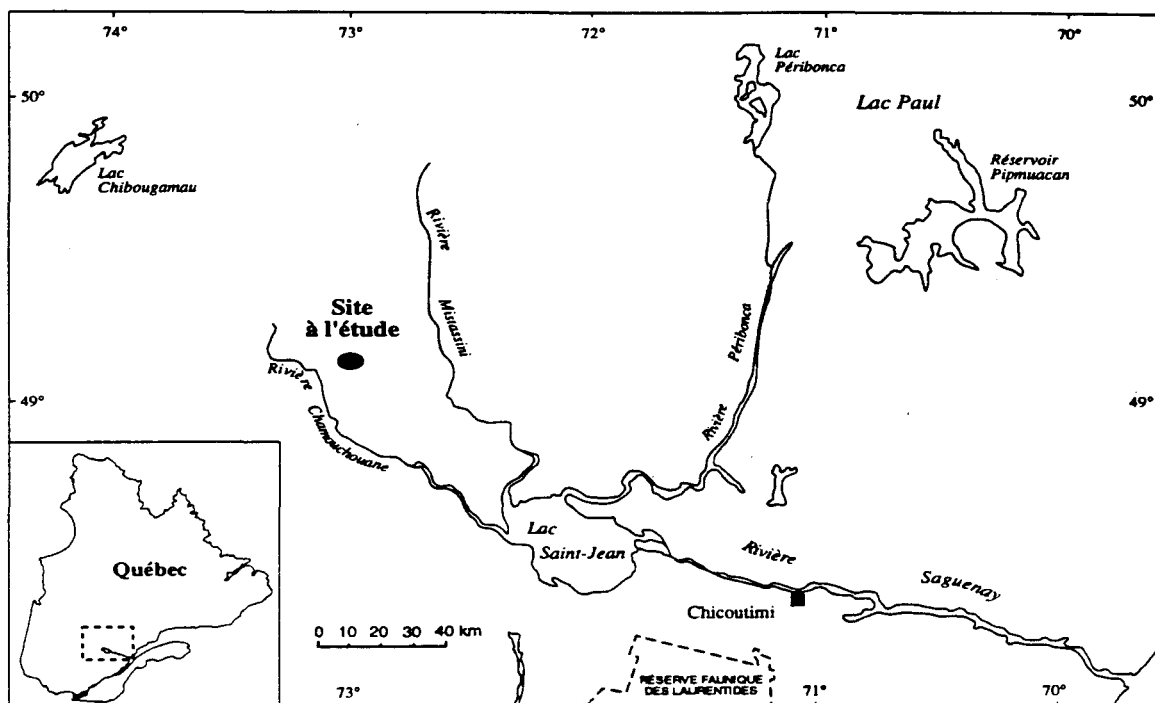 74°
73°
72°
71°
70°
Lac
Péribonca
50°
50°
Lac Paul
Réservoir
Pipmuacan
Lac
Chibougamau
Rivière
Mistassini
Site
à l'étude
Péribonca
Rivière
49°
49°
Rivière
Chamouchouane
Lac
Saint-Jean
Rivière
Saguenay
Québec
Chicoutimi
0 10 20 30 40 km
RÉSERVE FAUNIQUE
DES LAURENTIDES
73°
71°
70°